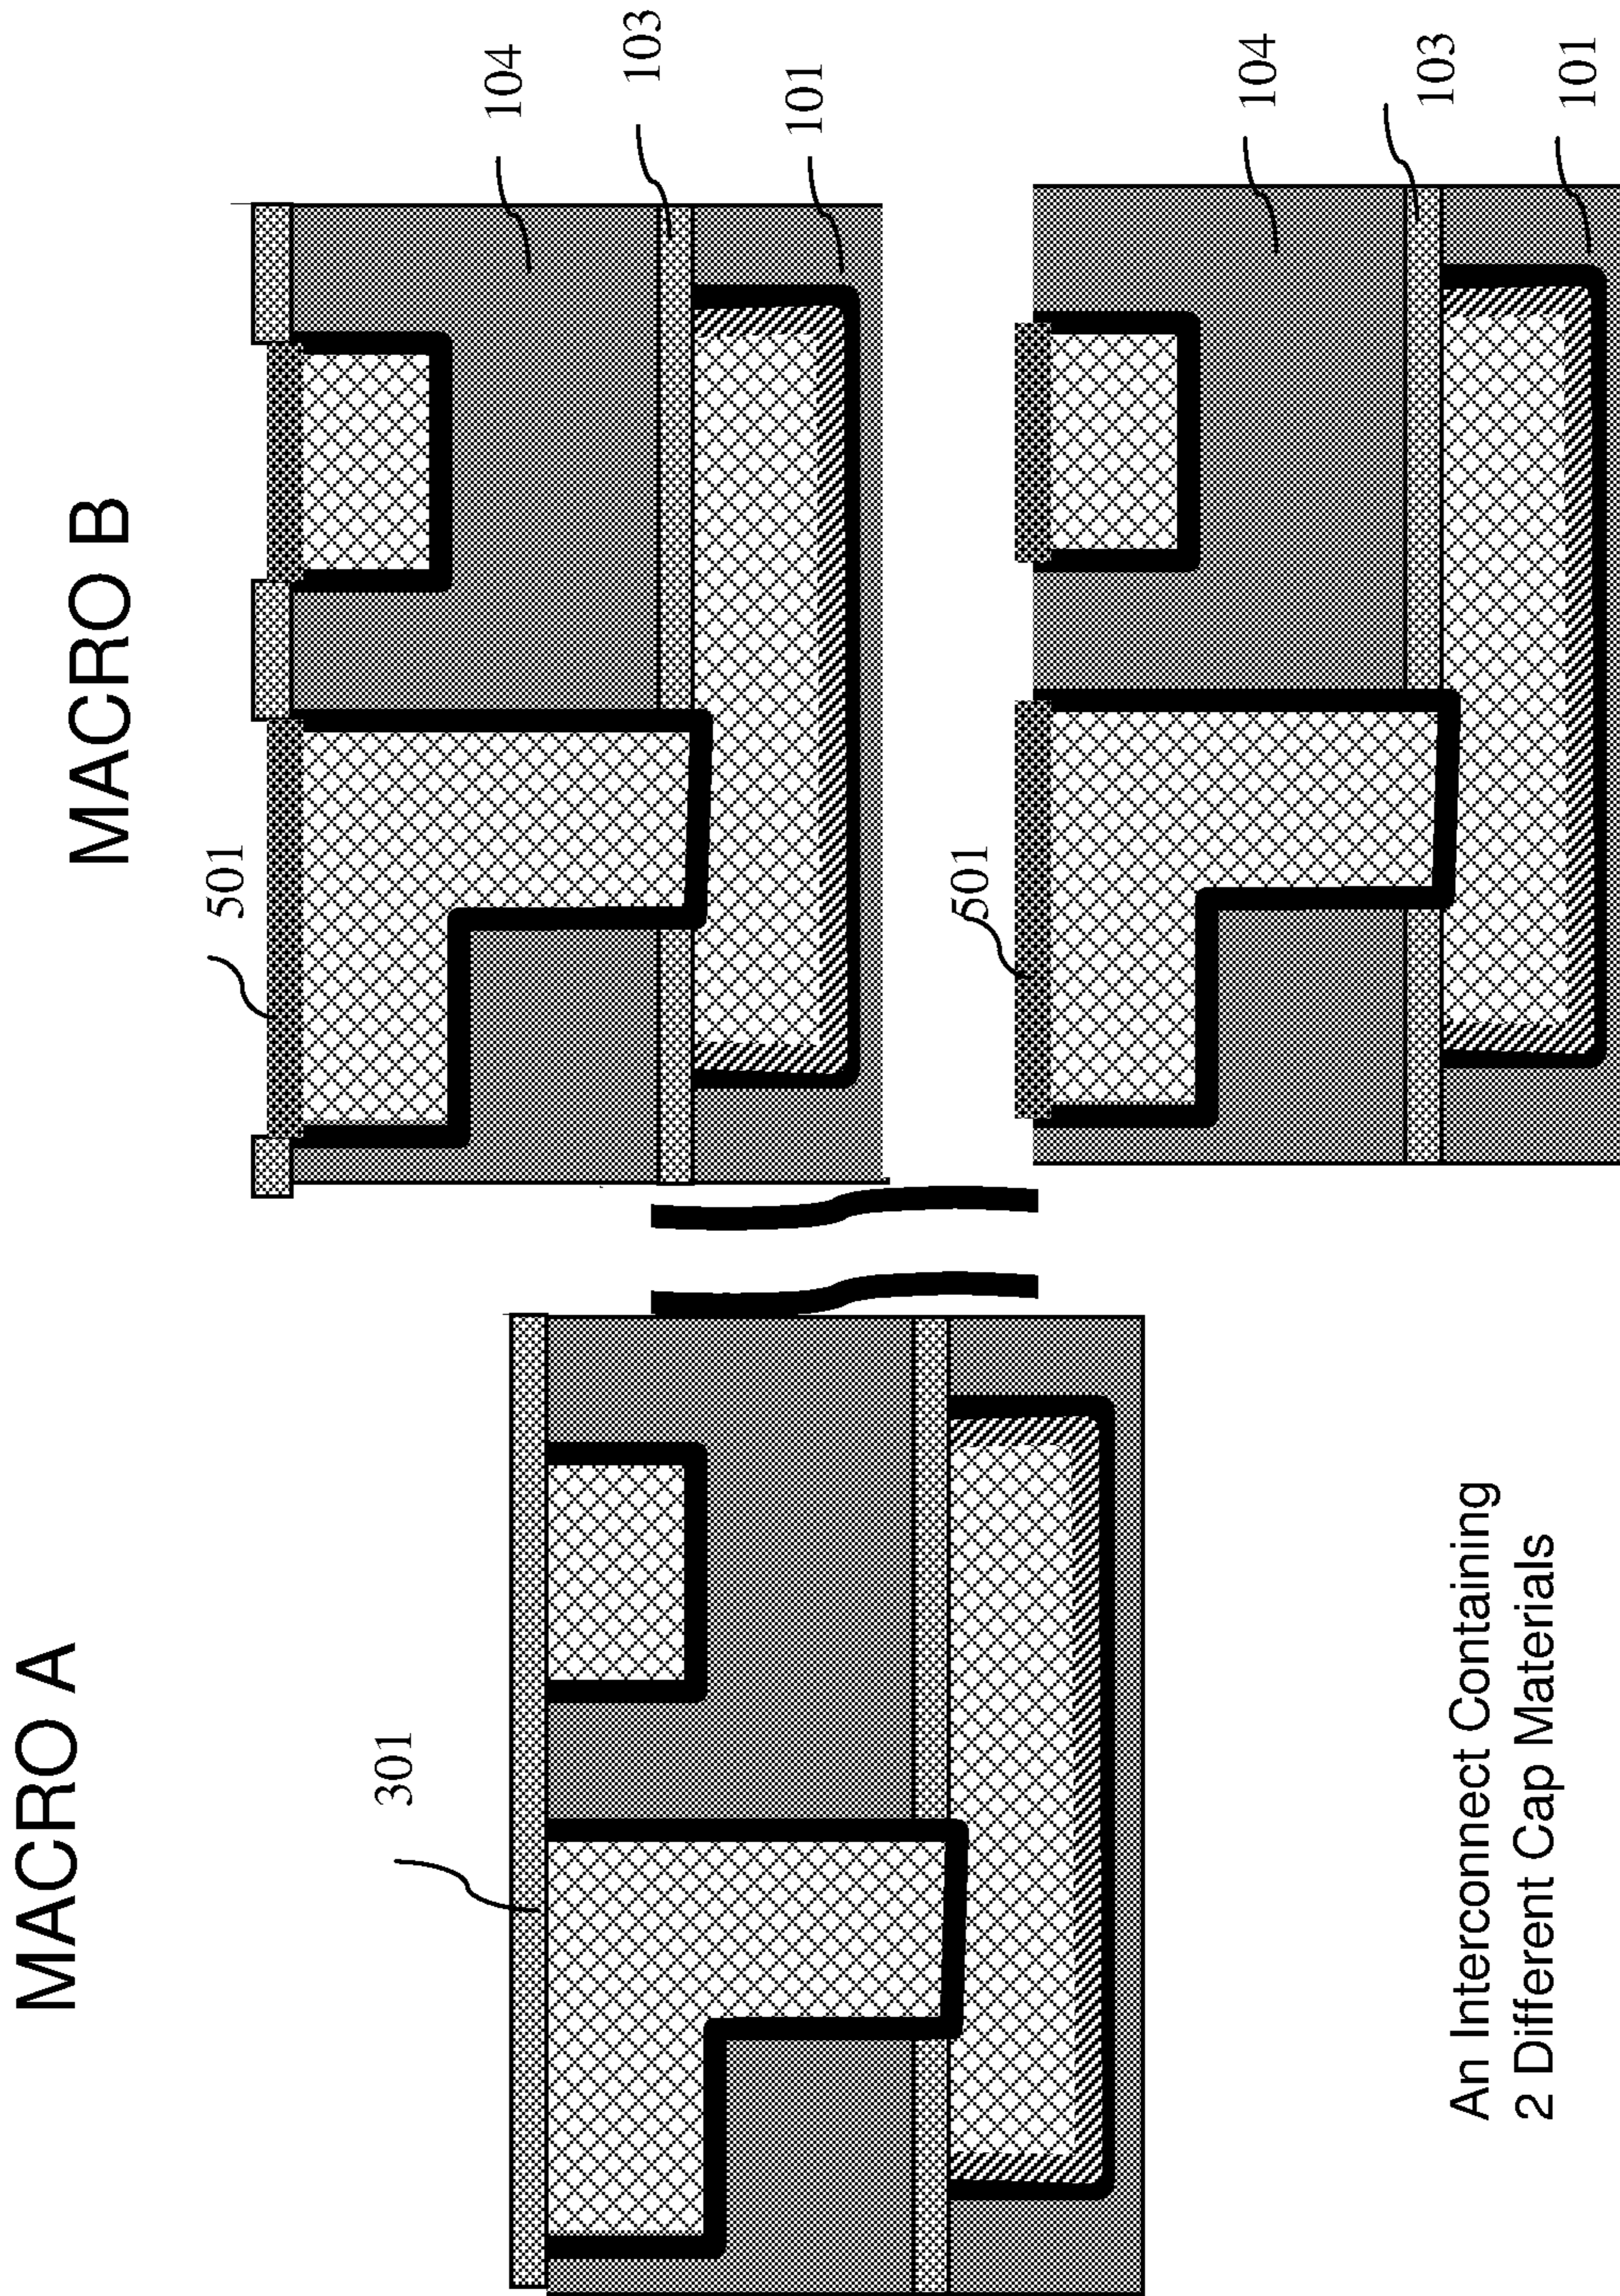 MACRO A
MACRO B
301
501
104
103
101
501
104
103
101
An Interconnect Containing
2 Different Cap Materials